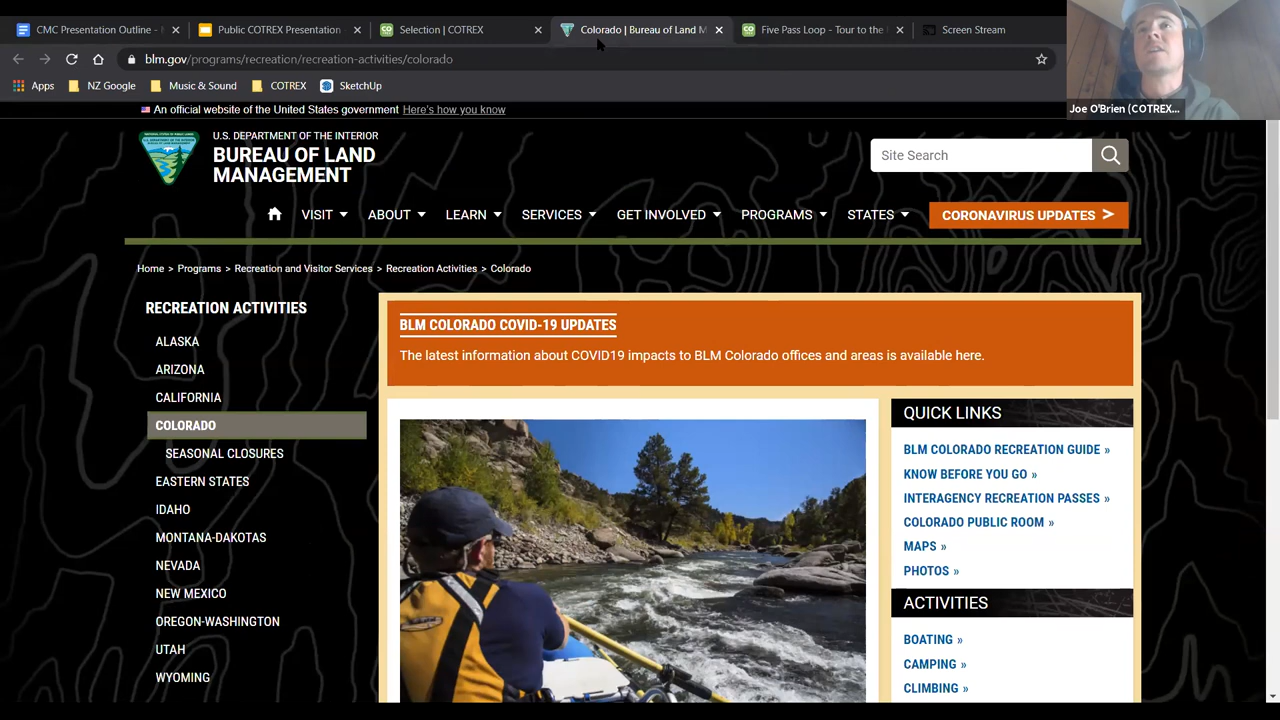 CMC Presentation Outline -
Public COTREX Presentation
Selection | COTREX
Colorado | Bureau of Land M
Five Pass Loop - Tour to the
Screen Stream
blm.gov/programs/recreation/recreation-activities/colorado
Apps
NZ Google
Music & Sound
COTREX
SketchUp
Joe O'Brien (COTREX...
An official website of the United States government Here's how you know
U.S. DEPARTMENT OF THE INTERIOR
BUREAU OF LAND
MANAGEMENT
Site Search
VISIT
ABOUT
LEARN
SERVICES
GET INVOLVED
PROGRAMS
STATES
CORONAVIRUS UPDATES >
Home > Programs > Recreation and Visitor Services > Recreation Activities > Colorado
RECREATION ACTIVITIES
ALASKA
ARIZONA
CALIFORNIA
COLORADO
SEASONAL CLOSURES
EASTERN STATES
IDAHO
MONTANA-DAKOTAS
NEVADA
NEW MEXICO
OREGON-WASHINGTON
UTAH
WYOMING
BLM COLORADO COVID-19 UPDATES
The latest information about COVID19 impacts to BLM Colorado offices and areas is available here.
QUICK LINKS
BLM COLORADO RECREATION GUIDE »
KNOW BEFORE YOU GO »
INTERAGENCY RECREATION PASSES »
COLORADO PUBLIC ROOM »
MAPS »
PHOTOS »
ACTIVITIES
BOATING »
CAMPING »
CLIMBING »